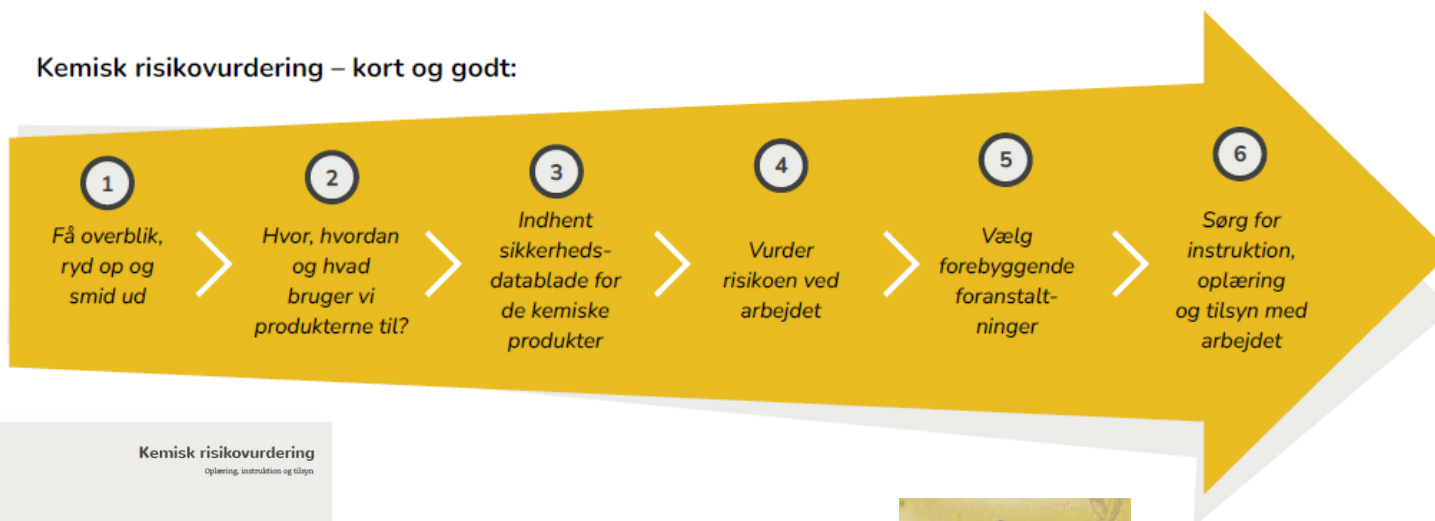 Kemisk risikovurdering – kort og godt:
1
Få overblik,
ryd op og
smid ud
2
Hvor, hvordan
og hvad
bruger vi
produkterne til?
3
Indhent
sikkerheds-
datablade for
de kemiske
produkter
4
Vurder
risikoen ved
arbejdet
5
Vælg
forebyggende
foranstalt-
ninger
6
Sørg for
instruktion,
oplæring
og tilsyn med
arbejdet
Kemisk risikovurdering
Oplæring, instruktion og tilsyn